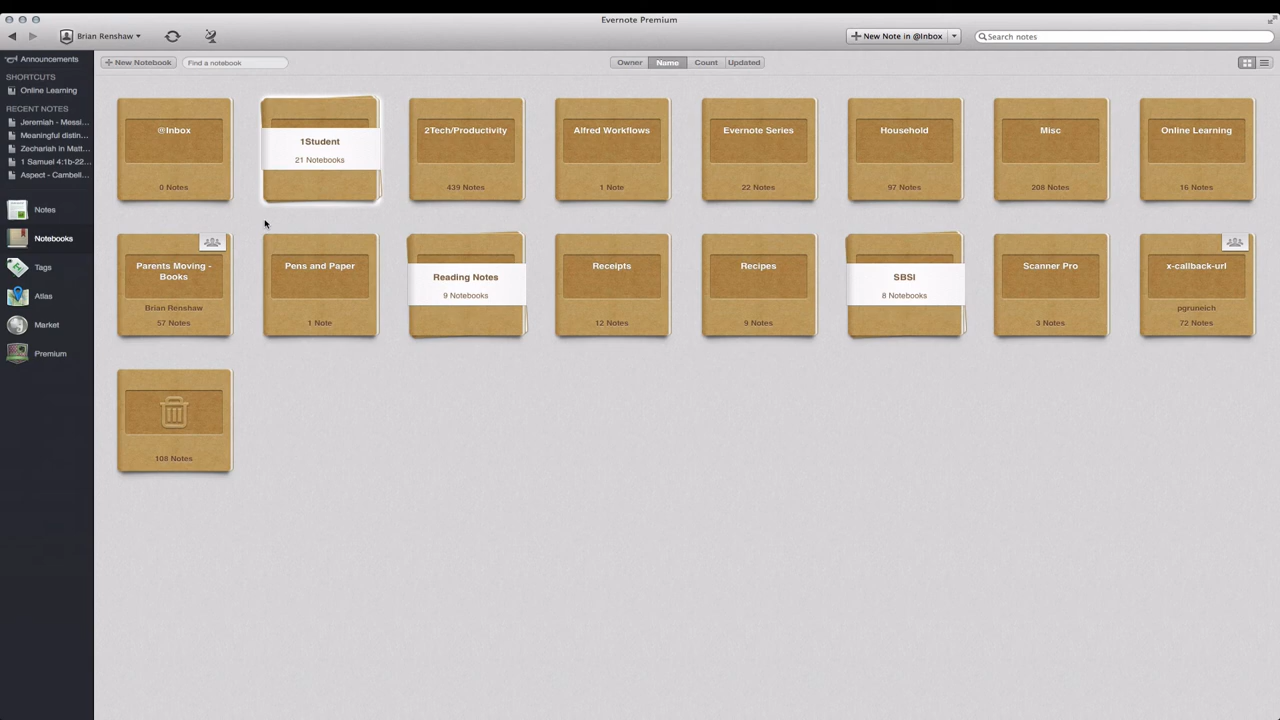 Evernote Premium
Brian Renshaw
New Note in @Inbox
Search notes
Announcements
SHORTCUTS
Online Learning
RECENT NOTES
Jeremiah - Messi...
Meaningful distin...
Zechariah in Matt...
1 Samuel 4:1b-22...
Aspect - Cambell...
Notes
Notebooks
Tags
Atlas
Market
Premium
+ New Notebook
Find a notebook
Owner
Name
Count
Updated
@Inbox
0 Notes
1Student
21 Notebooks
2Tech/Productivity
439 Notes
Alfred Workflows
1 Note
Evernote Series
22 Notes
Household
97 Notes
Misc
208 Notes
Online Learning
16 Notes
Parents Moving -
Books
Brian Renshaw
57 Notes
Pens and Paper
1 Note
Reading Notes
9 Notebooks
Receipts
12 Notes
Recipes
9 Notes
SBSI
8 Notebooks
Scanner Pro
3 Notes
x-callback-url
pgruneich
72 Notes
108 Notes